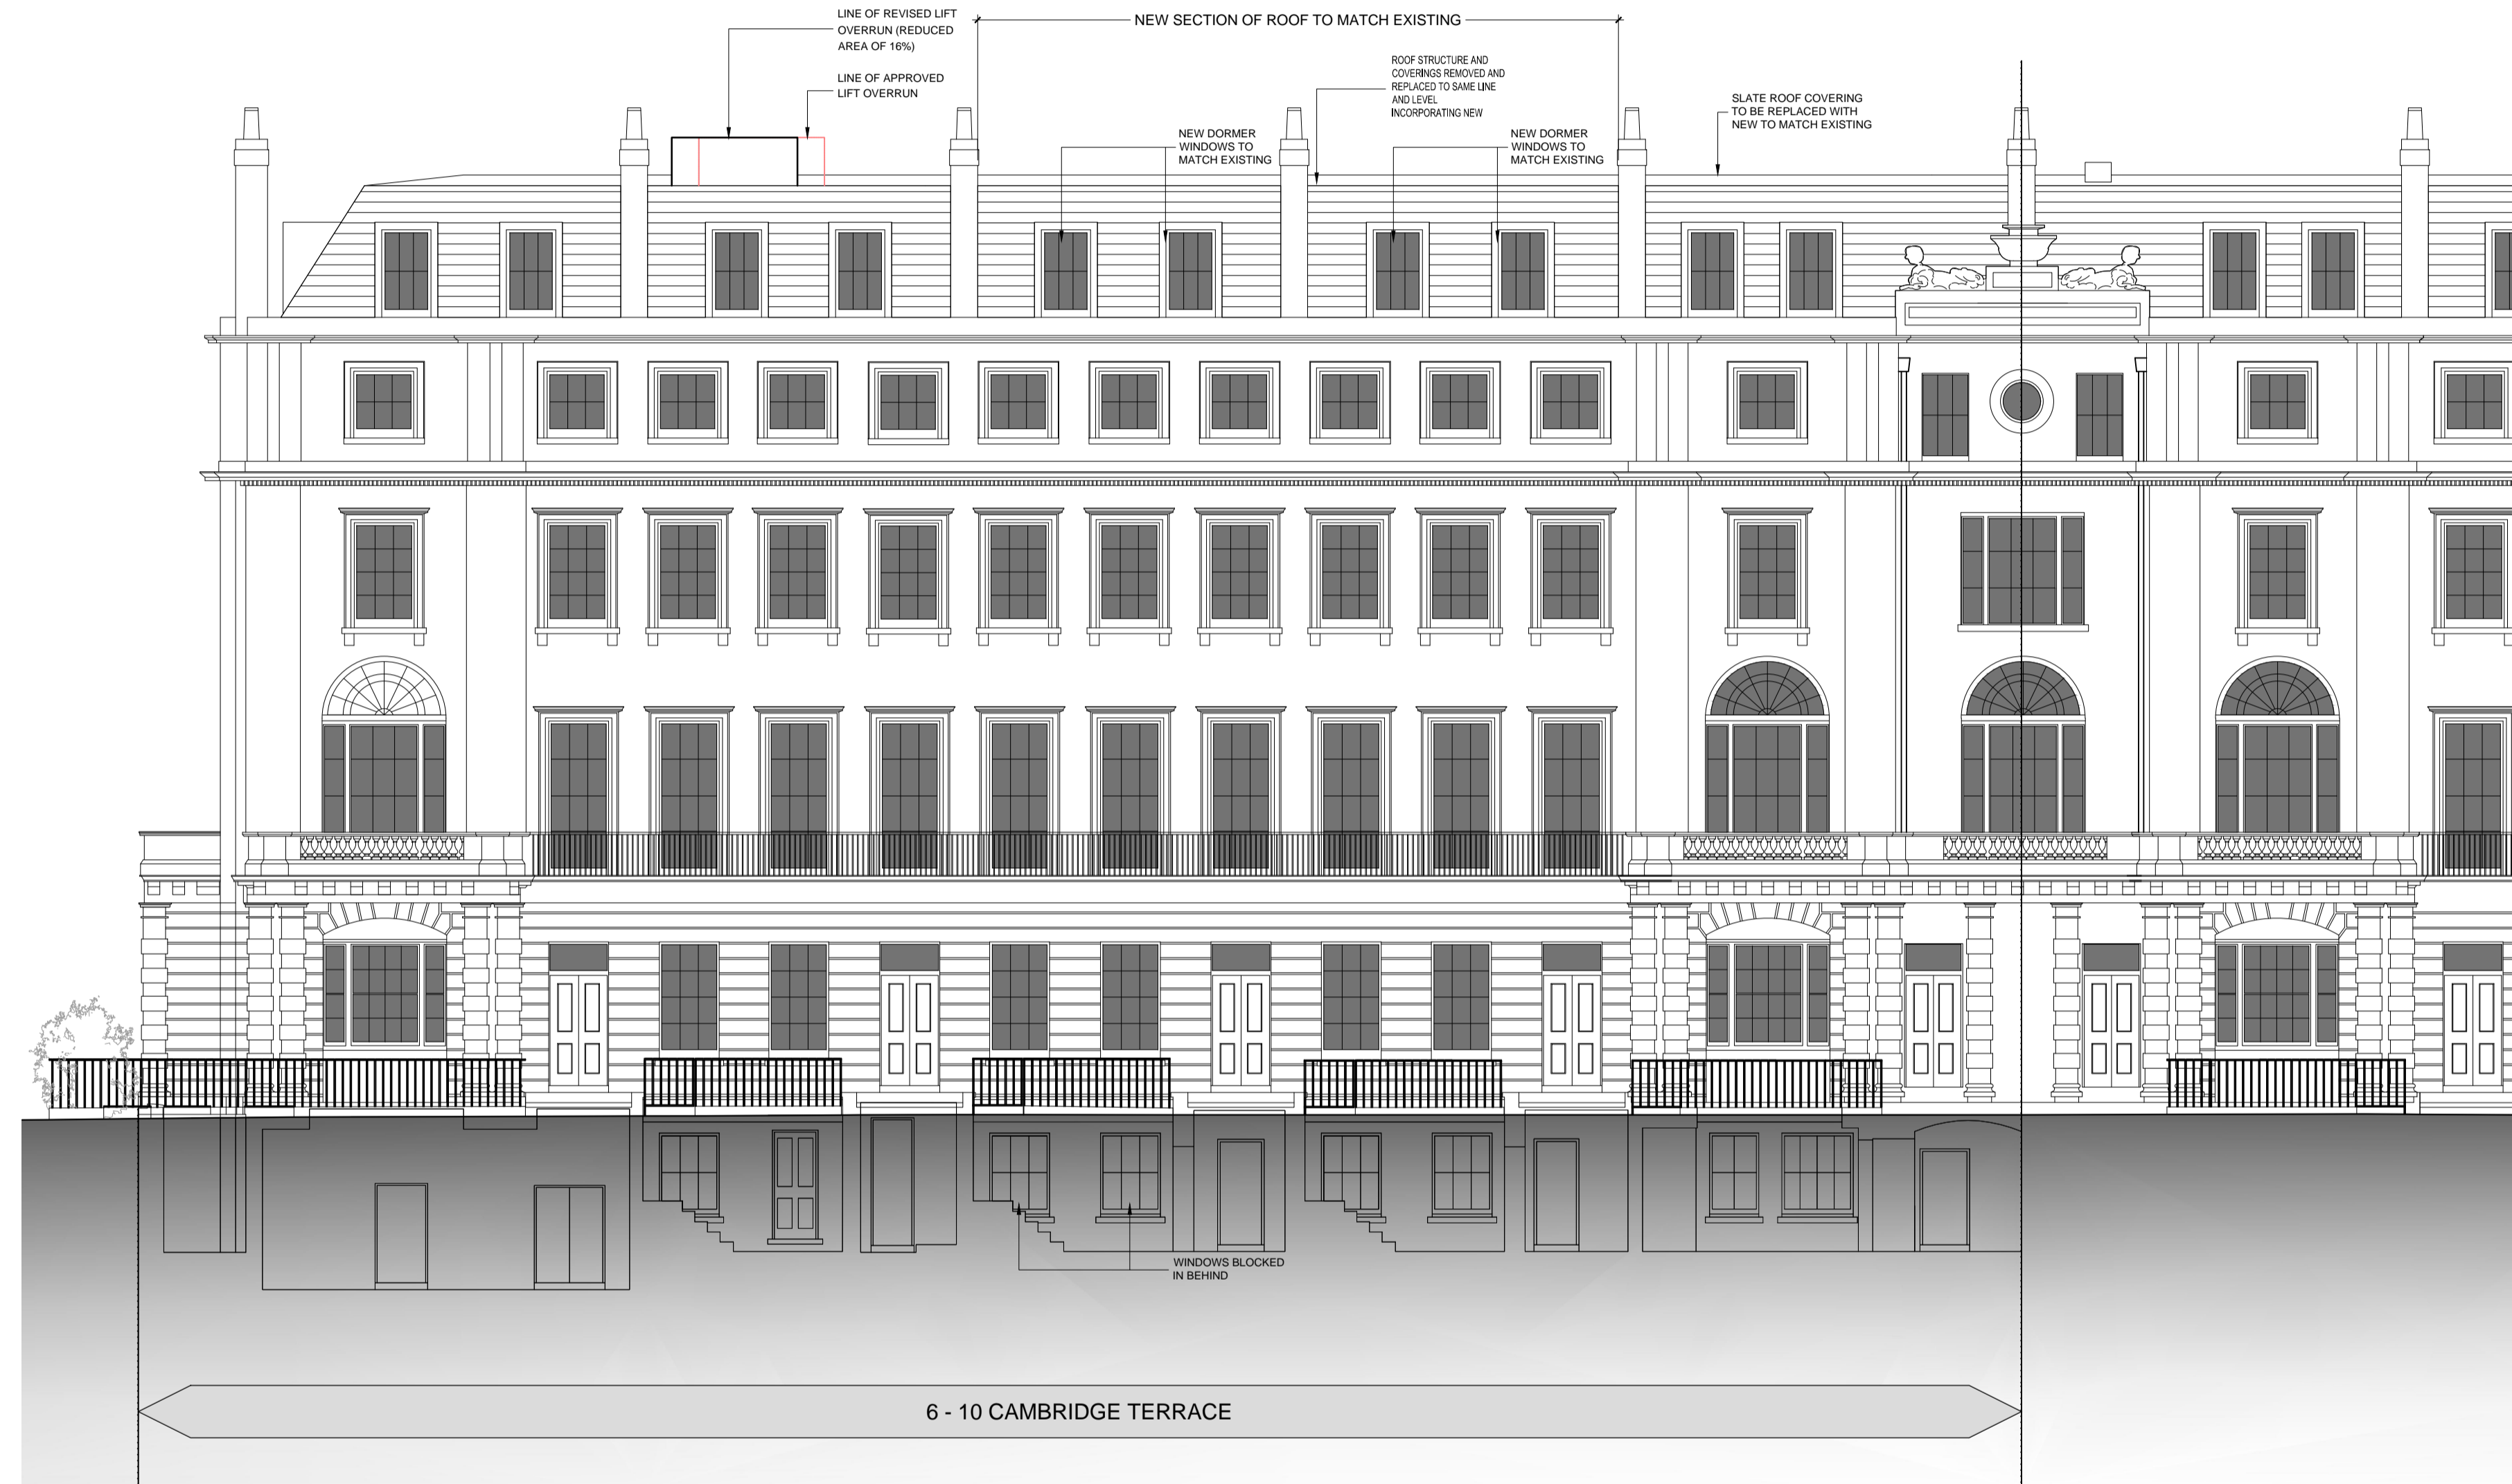 LINE OF REVISED LIFT
OVERRUN (REDUCED
AREA OF 16%)
LINE OF APPROVED
LIFT OVERRUN
NEW SECTION OF ROOF TO MATCH EXISTING
NEW DORMER
WINDOWS TO
MATCH EXISTING
ROOF STRUCTURE AND
COVERINGS REMOVED AND
REPLACED TO SAME LINE
AND LEVEL
INCORPORATING NEW
NEW DORMER
WINDOWS TO
MATCH EXISTING
SLATE ROOF COVERING
TO BE REPLACED WITH
NEW TO MATCH EXISTING
WINDOWS BLOCKED
IN BEHIND
6 - 10 CAMBRIDGE TERRACE